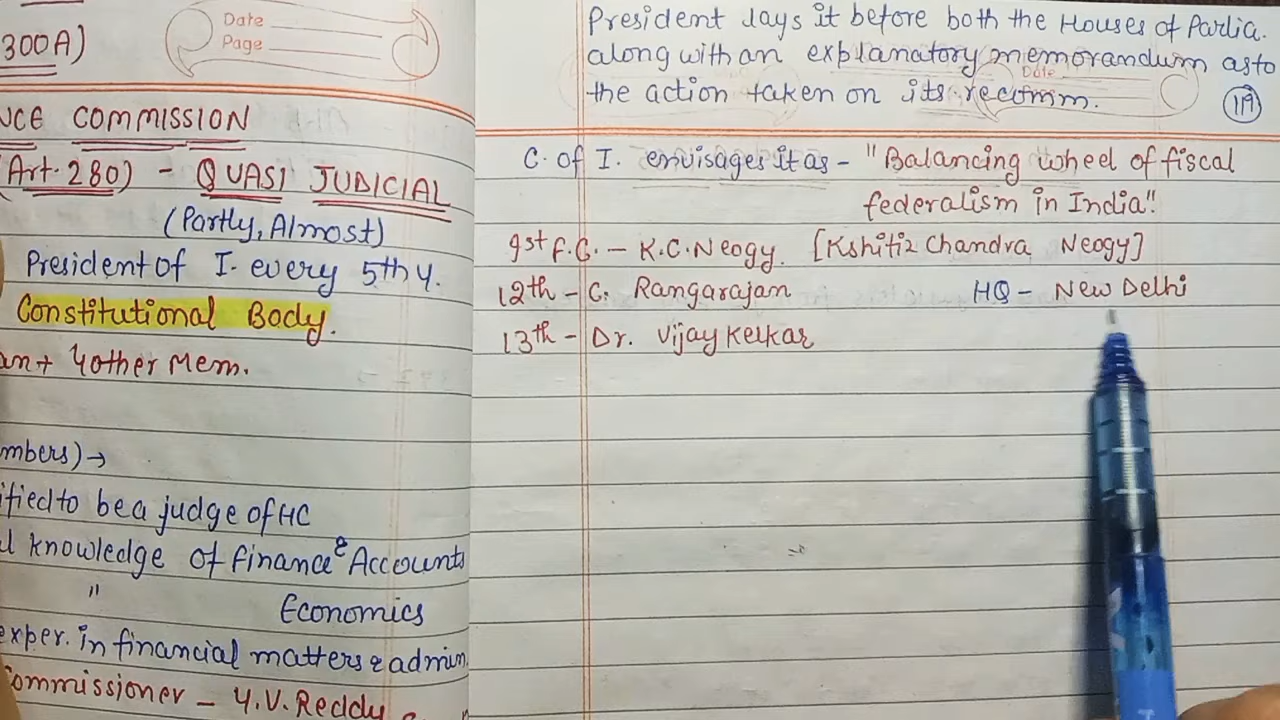 300A)
Date
Page
NCE COMMISSION
(Art. 280) - QUASI JUDICIAL
(Partly, Almost)
President of I. every 5th y.
Constitutional Body.
an + 4 other Mem.
mbers) →
ified to be a judge of HC
l knowledge of finance & Accounts
" Economics
exper. in financial matters & admin
Commissioner - Y.V. Reddy
President lays it before both the Houses of Parlia.
along with an explanatory memorandum as to
Date
the action taken on its recomm.
119
C. of I. envisages it as - "Balancing wheel of fiscal
federalism in India".
Ist F.C. - K.C. Neogy. [Kshitiz Chandra Neogy]
12th - C. Rangarajan HQ - New Delhi
13th - Dr. Vijay Kelkar